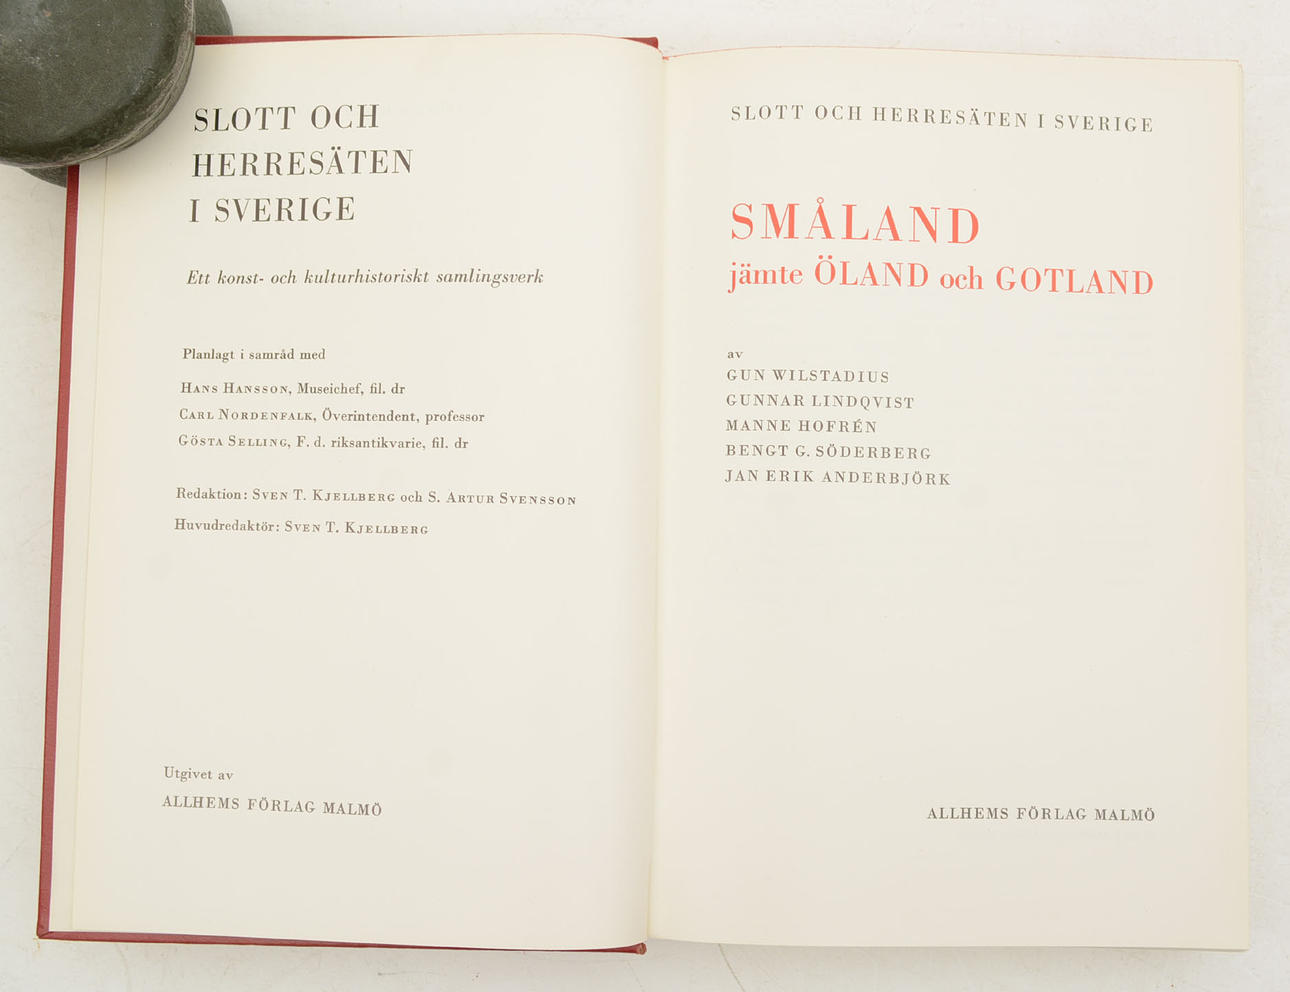 SLOTT OCH
HERRESÄTEN
I SVERIGE
Ett konst- och kulturhistoriskt samlingsverk
Planlagt i samråd med
HANS HANSSON, Museichef, fil. dr
CARL NORDENFALK, Överintendent, professor
GÖSTA SELLING, F. d. riksantikvarie, fil. dr
Redaktion: SVEN T. KJELLBERG och S. ARTUR SVENSSON
Huvudredaktör: SVEN T. KJELLBERG
Utgivet av
ALLHEMS FÖRLAG MALMÖ
SLOTT OCH HERRESÄTEN I SVERIGE
SMÅLAND
jämte ÖLAND och GOTLAND
av
GUN WILSTADIUS
GUNNAR LINDQVIST
MANNE HOFRÉN
BENGT G. SÖDERBERG
JAN ERIK ANDERBJÖRK
ALLHEMS FÖRLAG MALMÖ